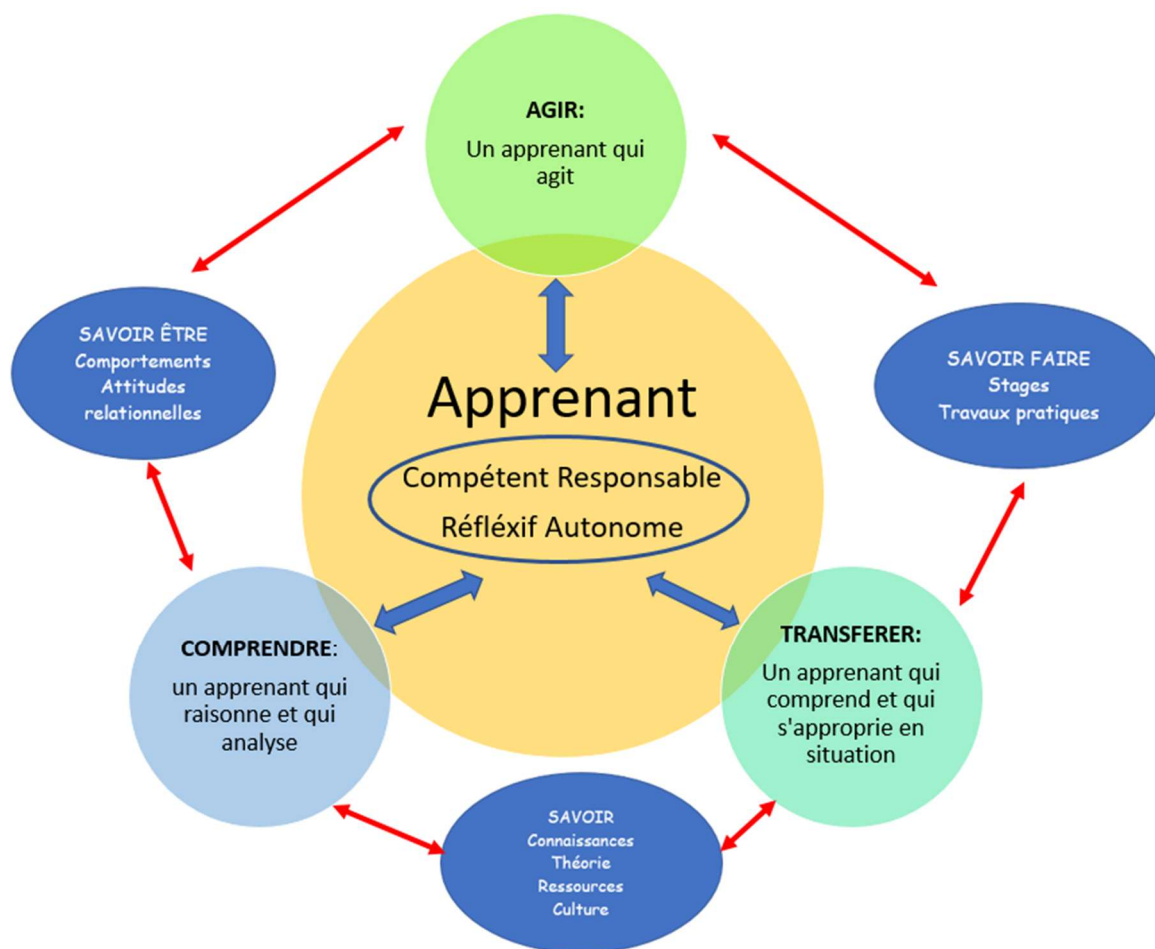 AGIR:
Un apprenant qui
agit
SAVOIR ÊTRE
Comportements
Attitudes
relationnelles
SAVOIR FAIRE
Stages
Travaux pratiques
Apprenant
Compétent Responsable
Réfléxif Autonome
COMPRENDRE:
un apprenant qui
raisonne et qui
analyse
TRANSFERER:
Un apprenant qui
comprend et qui
s'approprie en
situation
SAVOIR
Connaissances
Théorie
Ressources
Culture